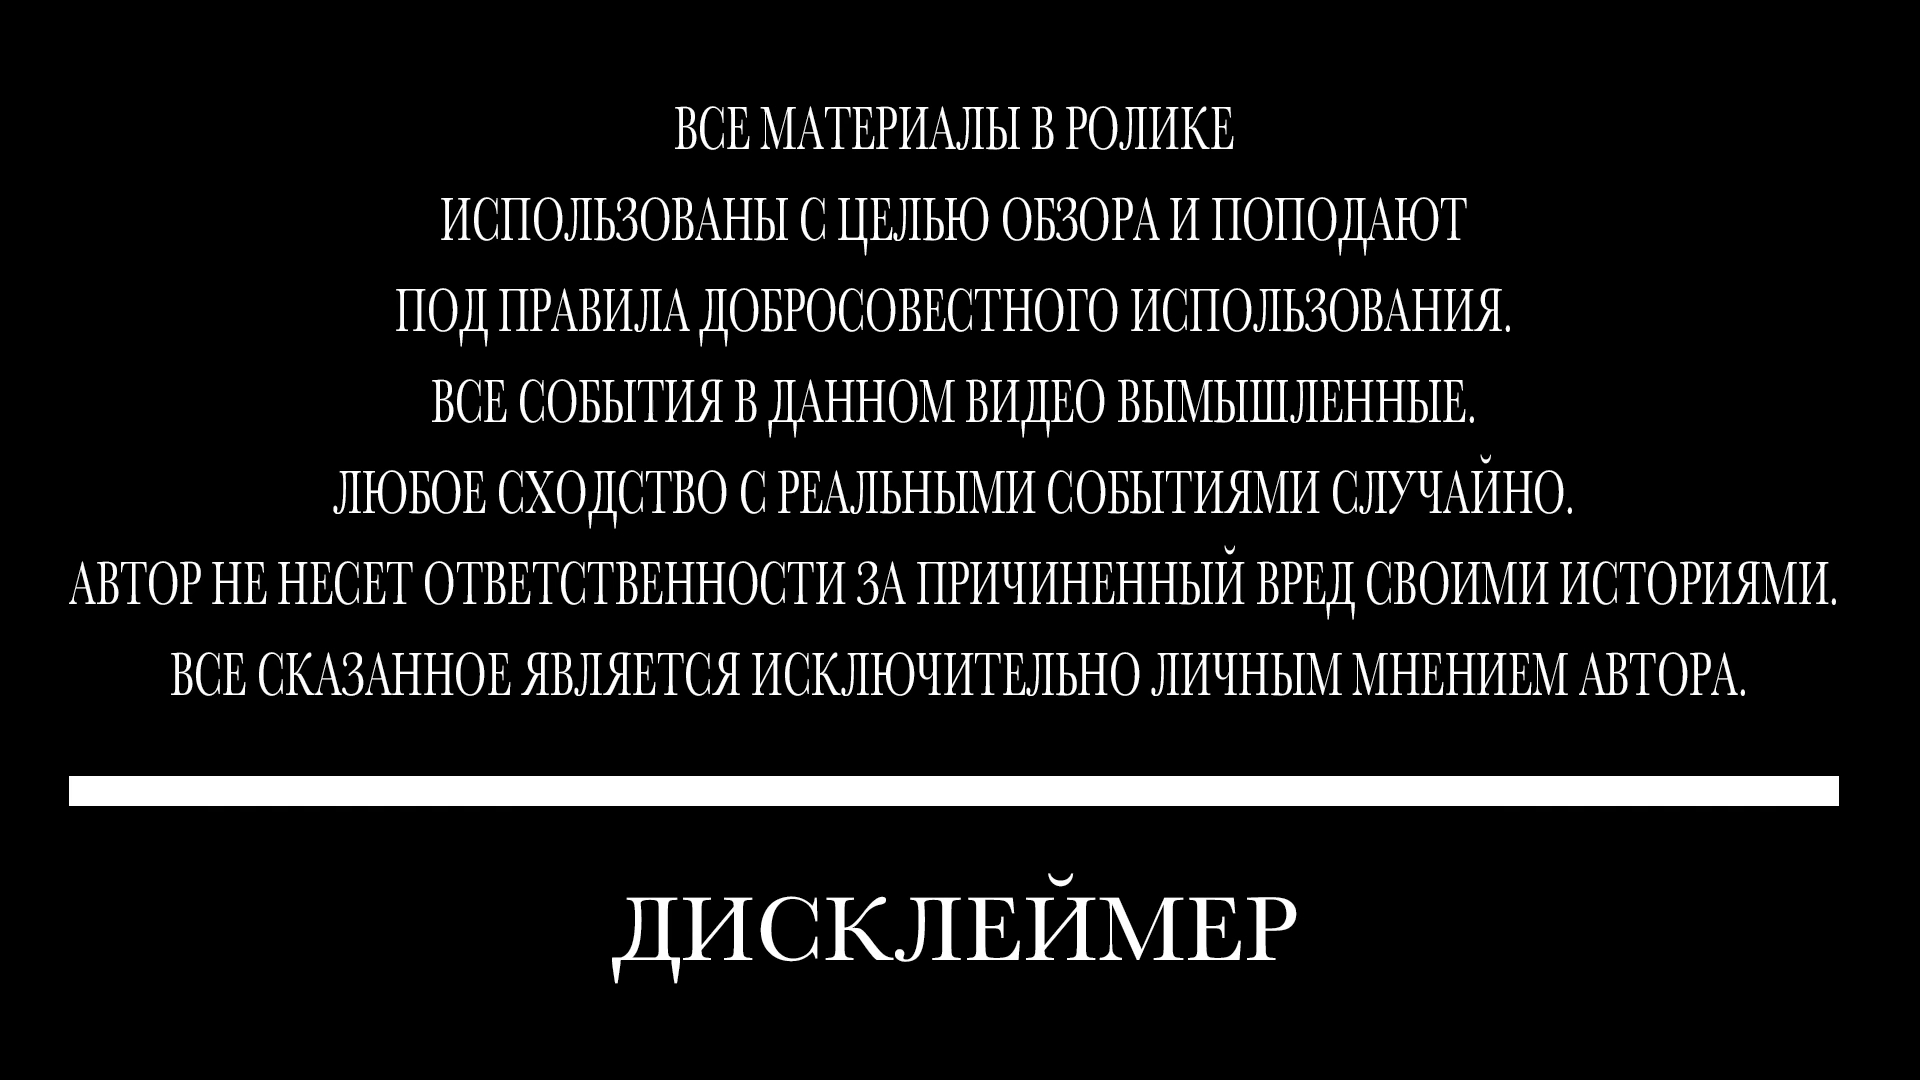 ВСЕ МАТЕРИАЛЫ В РОЛИКЕ
ИСПОЛЬЗОВАНЫ С ЦЕЛЬЮ ОБЗОРА И ПОПОДАЮТ
ПОД ПРАВИЛА ДОБРОСОВЕСТНОГО ИСПОЛЬЗОВАНИЯ.
ВСЕ СОБЫТИЯ В ДАННОМ ВИДЕО ВЫМЫШЛЕННЫЕ.
ЛЮБОЕ СХОДСТВО С РЕАЛЬНЫМИ СОБЫТИЯМИ СЛУЧАЙНО.
АВТОР НЕ НЕСЕТ ОТВЕТСТВЕННОСТИ ЗА ПРИЧИНЕННЫЙ ВРЕД СВОИМИ ИСТОРИЯМИ.
ВСЕ СКАЗАННОЕ ЯВЛЯЕТСЯ ИСКЛЮЧИТЕЛЬНО ЛИЧНЫМ МНЕНИЕМ АВТОРА.
ДИСКЛЕЙМЕР